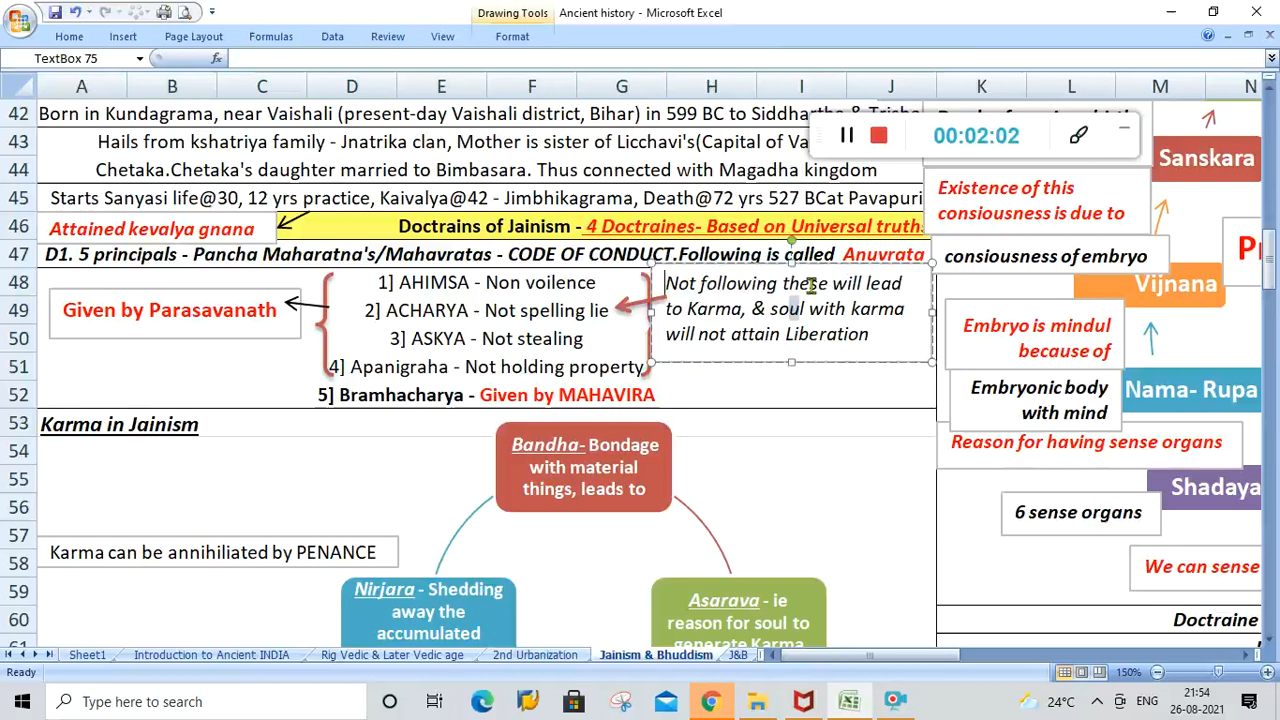 Drawing Tools
Ancient history - Microsoft Excel
Home Insert Page Layout Formulas Data Review View Format
TextBox 75
fx
A B C D E F G H I J K L M N
42 Born in Kundagrama, near Vaishali (present-day Vaishali district, Bihar) in 599 BC to Siddhartha & Trisha
43 Hails from kshatriya family - Jnatrika clan, Mother is sister of Licchavi's(Capital of Va
44 Chetaka.Chetaka's daughter married to Bimbasara. Thus connected with Magadha kingdom
45 Starts Sanyasi life@30, 12 yrs practice, Kaivalya@42 - Jimbhikagrama, Death@72 yrs 527 BCat Pavapuri
46 Doctrains of Jainism - 4 Doctraines- Based on Universal truths
Attained kevalya gnana
47 D1. 5 principals - Pancha Maharatna's/Mahavratas - CODE OF CONDUCT.Following is called Anuvrata
48 1] AHIMSA - Non voilence
49 2] ACHARYA - Not spelling lie
50 3] ASKYA - Not stealing
51 4] Apanigraha - Not holding property
52 5] Bramhacharya - Given by MAHAVIRA
Given by Parasavanath
Not following these will lead
to Karma, & soul with karma
will not attain Liberation
53 Karma in Jainism
54
55
56
57
58
59
60
61
Bandha- Bondage
with material
things, leads to
Karma can be annihiliated by PENANCE
Nirjara- Shedding
away the
accumulated
Asarava - ie
reason for soul to
generate Karma
00:02:02
Sanskara
Existence of this
consiousness is due to
consiousness of embryo
Vijnana
Embryo is mindul
because of
Embryonic body
with mind
Nama- Rupa
Reason for having sense organs
Shadaya
6 sense organs
We can sense
Doctraine
Sheet1 Introduction to Ancient INDIA Rig Vedic & Later Vedic age 2nd Urbanization Jainism & Bhuddism J&B
Ready
150%
Type here to search
24°C
ENG
21:54
26-08-2021